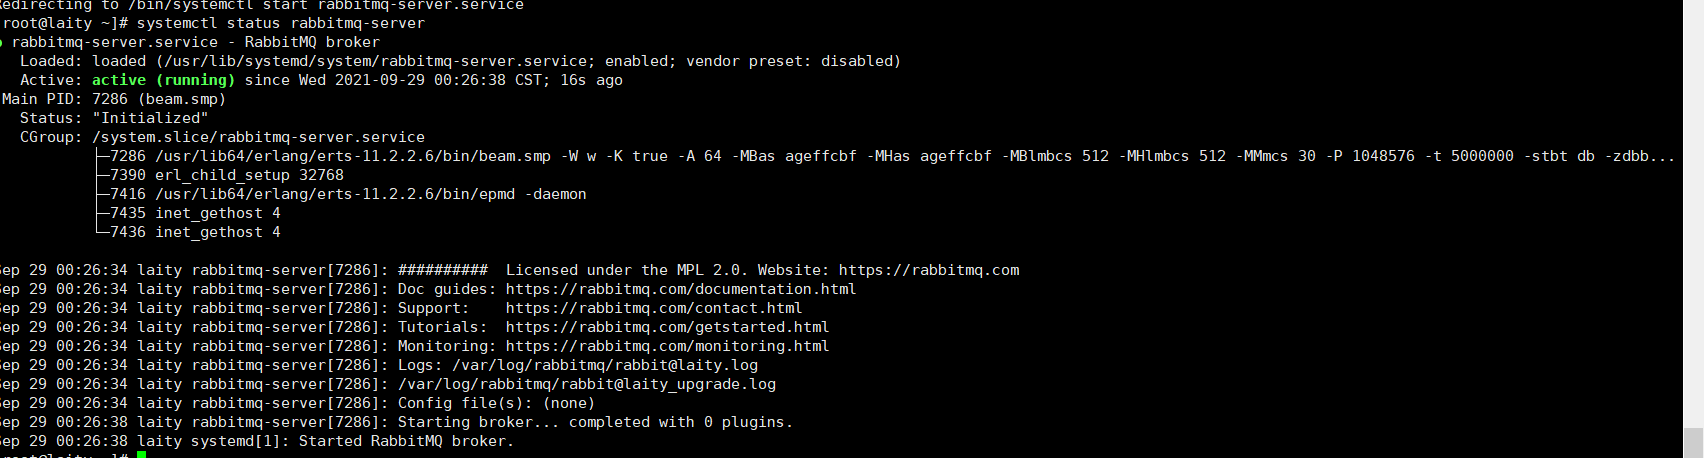 Redirecting to /bin/systemctl start rabbitmq-server.service
root@laity ~]# systemctl status rabbitmq-server
rabbitmq-server.service - RabbitMQ broker
Loaded: loaded (/usr/lib/systemd/system/rabbitmq-server.service; enabled; vendor preset: disabled)
Active: active (running) since Wed 2021-09-29 00:26:38 CST; 16s ago
Main PID: 7286 (beam.smp)
Status: "Initialized"
CGroup: /system.slice/rabbitmq-server.service
├─7286 /usr/lib64/erlang/erts-11.2.2.6/bin/beam.smp -W w -K true -A 64 -MBas ageffcbf -MHas ageffcbf -MBlmbcs 512 -MHlmbcs 512 -MMmcs 30 -P 1048576 -t 5000000 -stbt db -zdbb...
├─7390 erl_child_setup 32768
├─7416 /usr/lib64/erlang/erts-11.2.2.6/bin/epmd -daemon
├─7435 inet_gethost 4
└─7436 inet_gethost 4
Sep 29 00:26:34 laity rabbitmq-server[7286]: ##########  Licensed under the MPL 2.0. Website: https://rabbitmq.com
Sep 29 00:26:34 laity rabbitmq-server[7286]: Doc guides: https://rabbitmq.com/documentation.html
Sep 29 00:26:34 laity rabbitmq-server[7286]: Support:    https://rabbitmq.com/contact.html
Sep 29 00:26:34 laity rabbitmq-server[7286]: Tutorials:  https://rabbitmq.com/getstarted.html
Sep 29 00:26:34 laity rabbitmq-server[7286]: Monitoring: https://rabbitmq.com/monitoring.html
Sep 29 00:26:34 laity rabbitmq-server[7286]: Logs: /var/log/rabbitmq/rabbit@laity.log
Sep 29 00:26:34 laity rabbitmq-server[7286]: /var/log/rabbitmq/rabbit@laity_upgrade.log
Sep 29 00:26:34 laity rabbitmq-server[7286]: Config file(s): (none)
Sep 29 00:26:38 laity rabbitmq-server[7286]: Starting broker... completed with 0 plugins.
Sep 29 00:26:38 laity systemd[1]: Started RabbitMQ broker.
root@laity ~]#